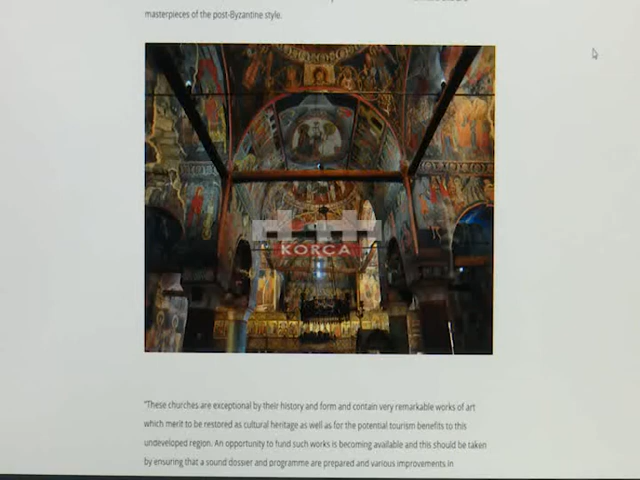 masterpieces of the post-Byzantine style.
KORÇA
"These churches are exceptional by their history and form and contain very remarkable works of art
which merit to be restored as cultural heritage as well as for the potential tourism benefits to this
undeveloped region. An opportunity to fund such works is becoming available and this should be taken
by ensuring that a sound dossier and programme are prepared and various improvements in